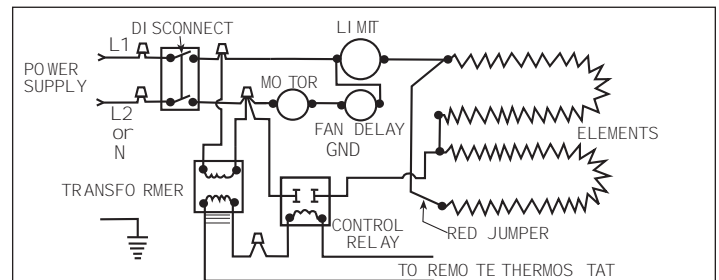 DISCONNECT
LIMIT
L1
POWER
SUPPLY
MOTOR
L2
or
N
FAN DELAY
GND
ELEMENTS
TRANSFORMER
CONTROL
RELAY
RED JUMPER
TO REMOTE THERMOSTAT